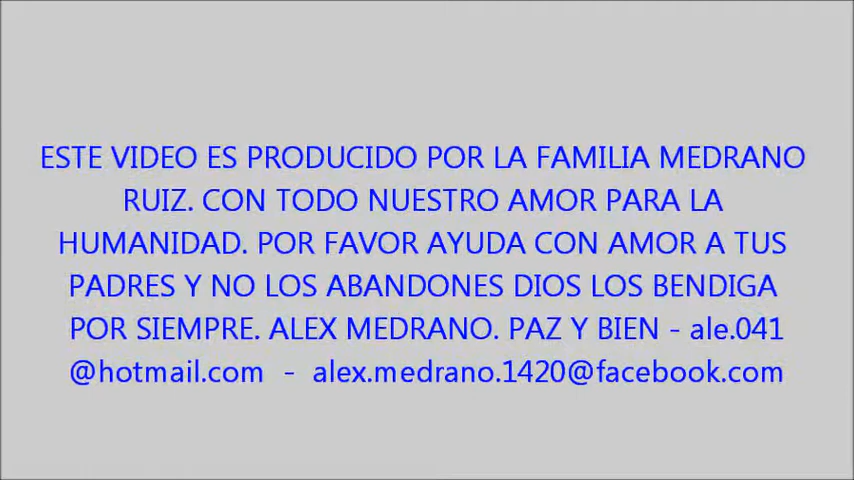 ESTE VIDEO ES PRODUCIDO POR LA FAMILIA MEDRANO
RUIZ. CON TODO NUESTRO AMOR PARA LA
HUMANIDAD. POR FAVOR AYUDA CON AMOR A TUS
PADRES Y NO LOS ABANDONES DIOS LOS BENDIGA
POR SIEMPRE. ALEX MEDRANO. PAZ Y BIEN - ale.041
@hotmail.com - alex.medrano.1420@facebook.com